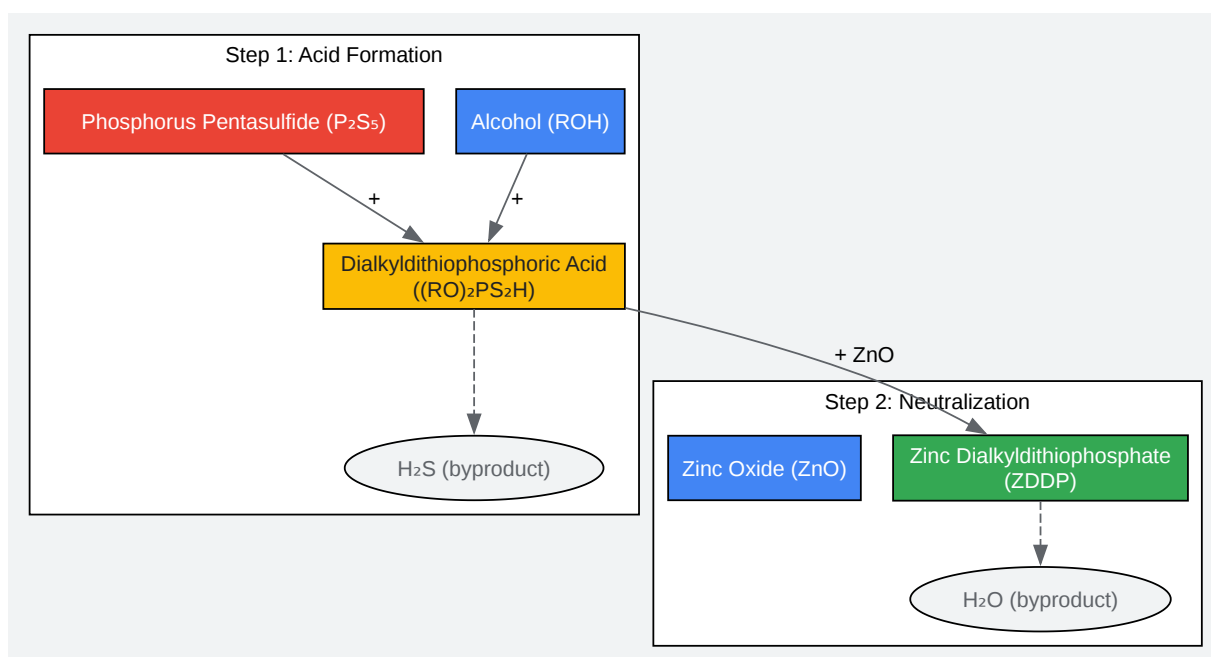 Step 1: Acid Formation
Phosphorus Pentasulfide (P₂S₅)
Alcohol (ROH)
+
+
Dialkyldithiophosphoric Acid
((RO)₂PS₂H)
+ ZnO
Step 2: Neutralization
H₂S (byproduct)
Zinc Oxide (ZnO)
Zinc Dialkyldithiophosphate
(ZDDP)
H₂O (byproduct)